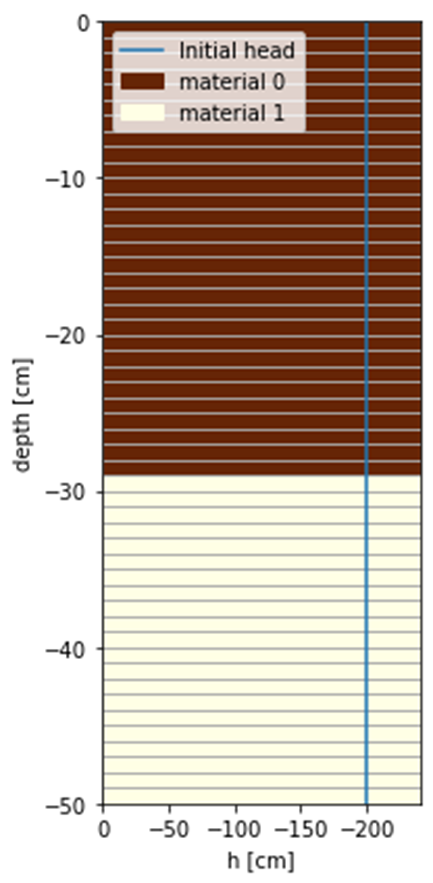 0
Initial head
material 0
material 1
−10
−20
depth [cm]
−30
−40
−50
0 −50 −100 −150 −200
h [cm]